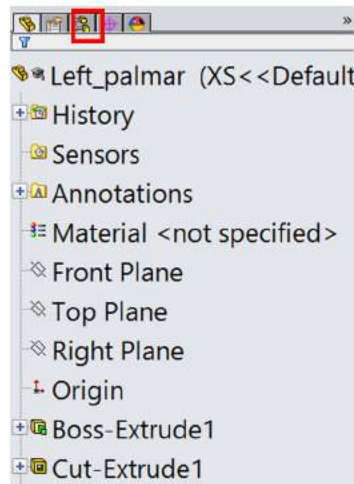 »
Left_palmar (XS<<Default
History
Sensors
Annotations
Material <not specified>
Front Plane
Top Plane
Right Plane
Origin
Boss-Extrude1
Cut-Extrude1